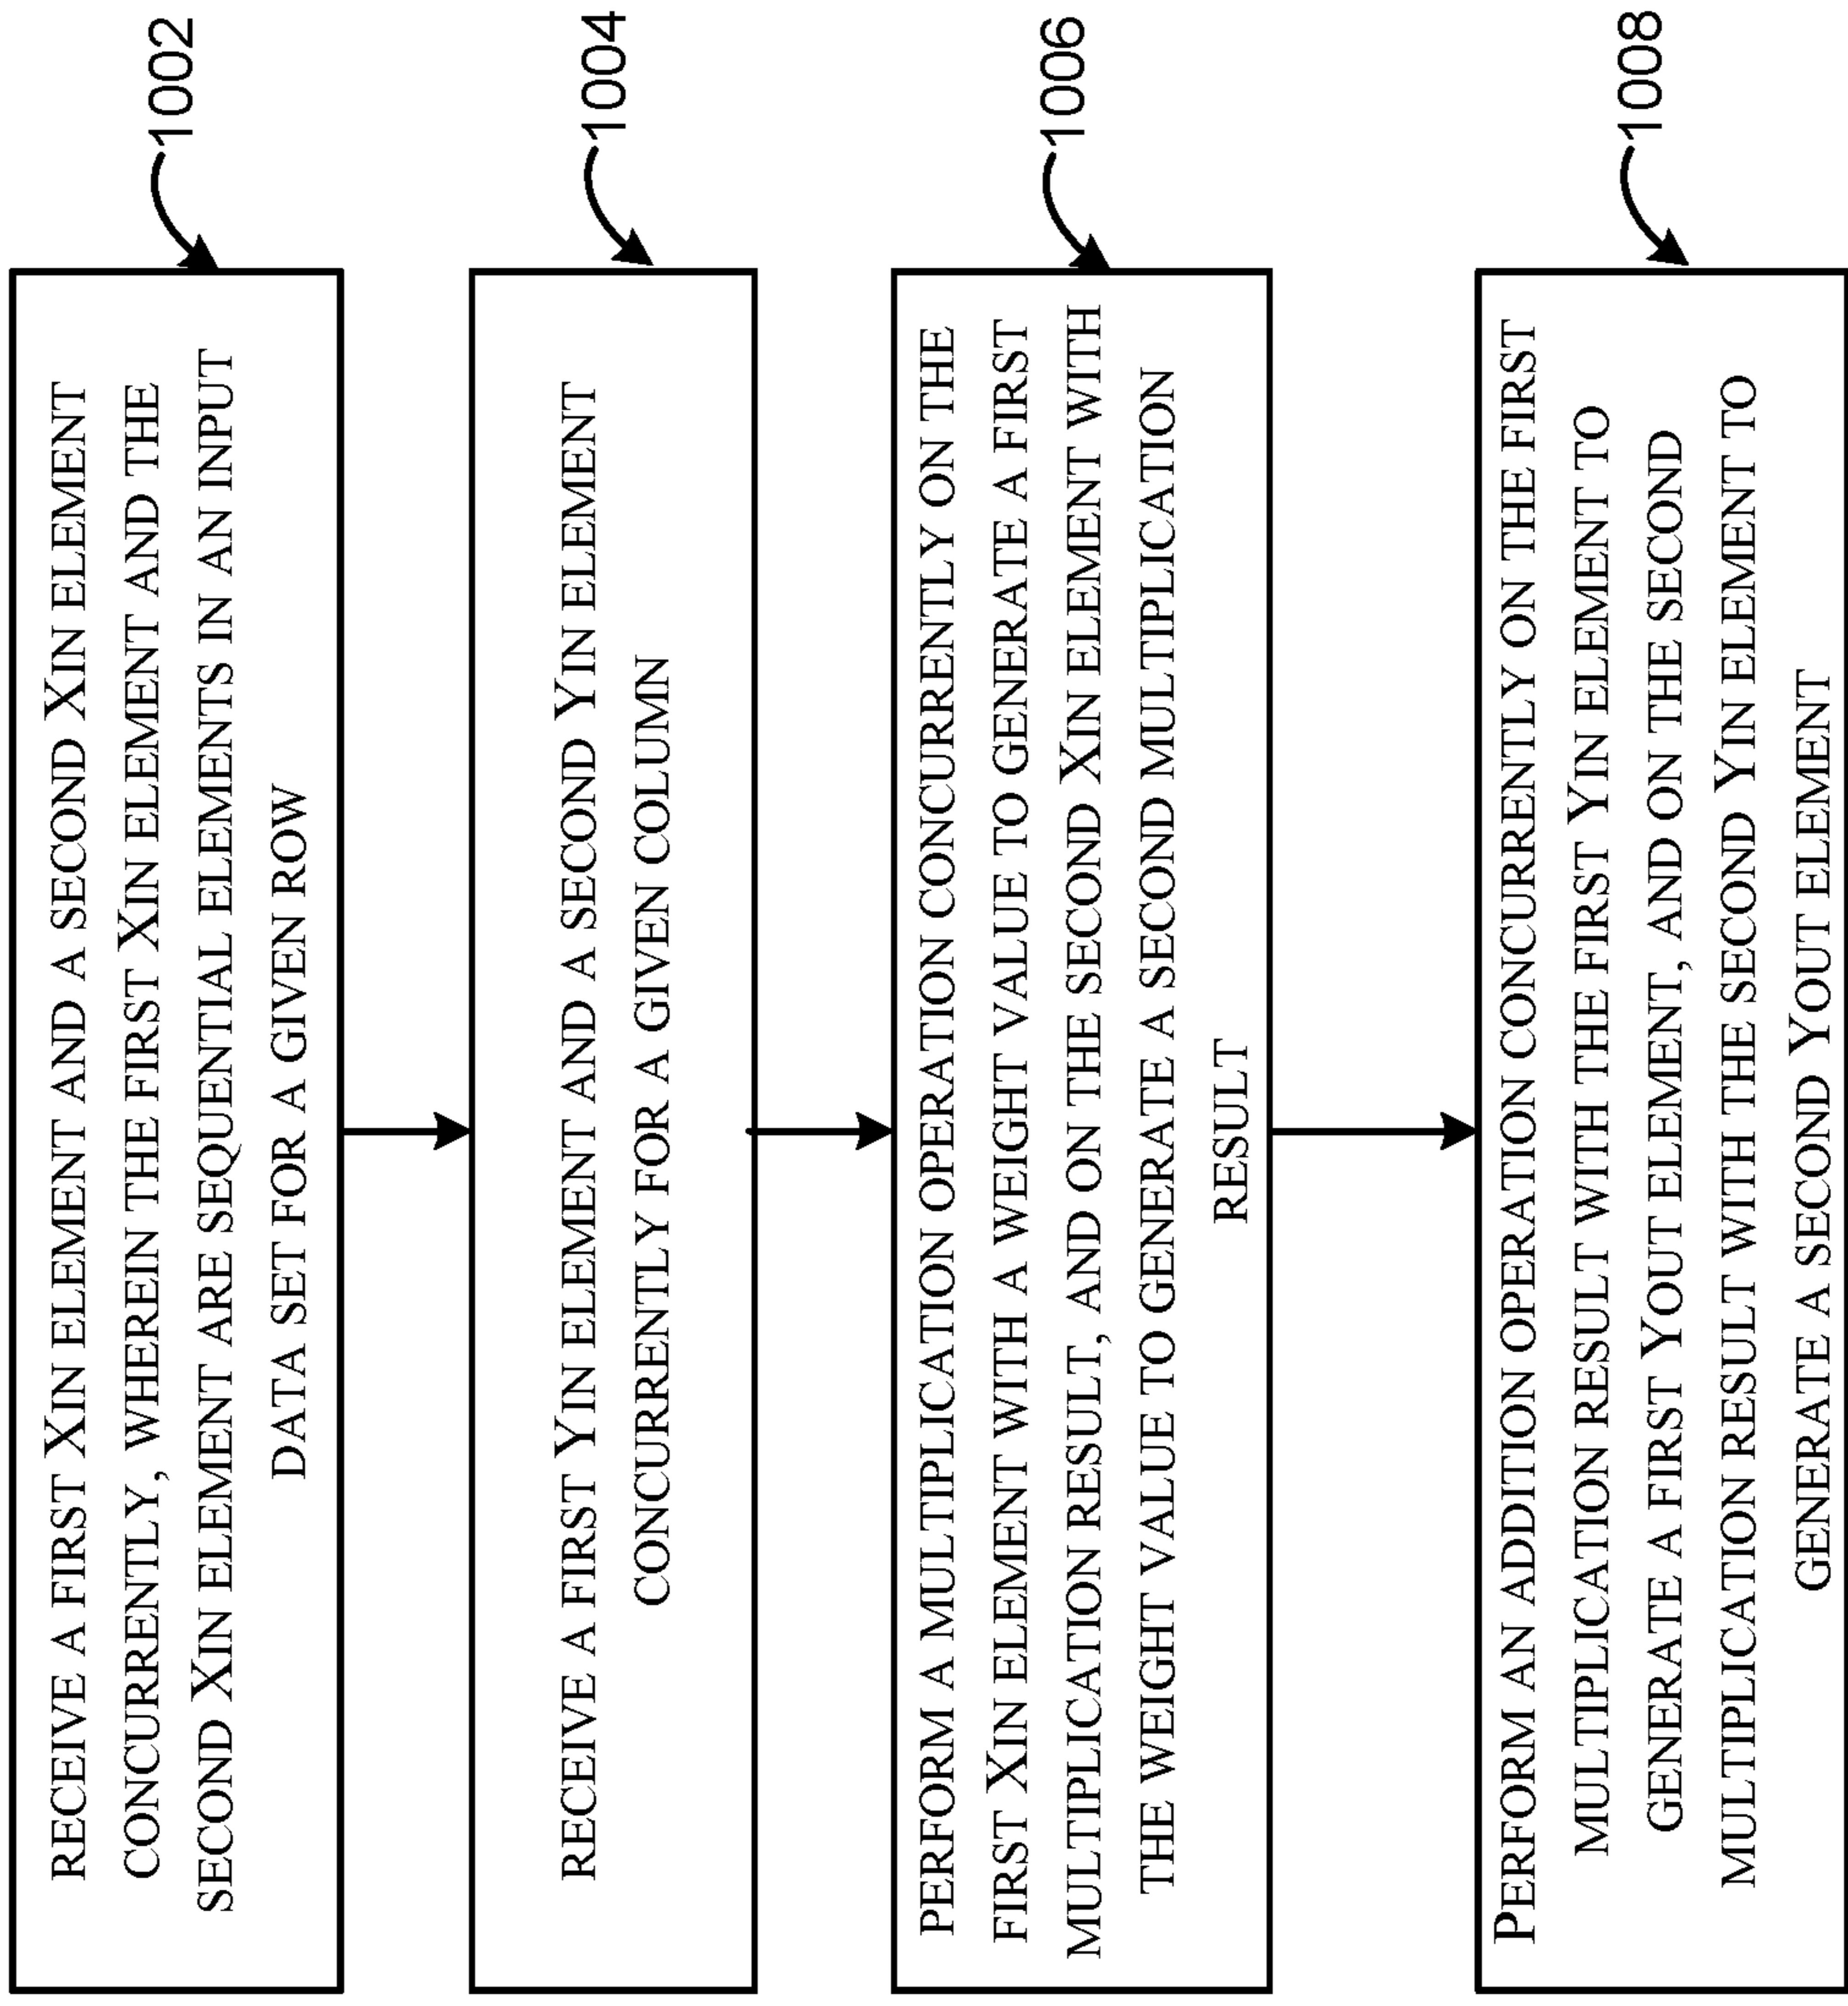 RECEIVE A FIRST XIN ELEMENT AND A SECOND XIN ELEMENT
CONCURRENTLY, WHEREIN THE FIRST XIN ELEMENT AND THE
SECOND XIN ELEMENT ARE SEQUENTIAL ELEMENTS IN AN INPUT
DATA SET FOR A GIVEN ROW
1002
RECEIVE A FIRST YIN ELEMENT AND A SECOND YIN ELEMENT
CONCURRENTLY FOR A GIVEN COLUMN
1004
PERFORM A MULTIPLICATION OPERATION CONCURRENTLY ON THE
FIRST XIN ELEMENT WITH A WEIGHT VALUE TO GENERATE A FIRST
MULTIPLICATION RESULT, AND ON THE SECOND XIN ELEMENT WITH
THE WEIGHT VALUE TO GENERATE A SECOND MULTIPLICATION
RESULT
1006
PERFORM AN ADDITION OPERATION CONCURRENTLY ON THE FIRST
MULTIPLICATION RESULT WITH THE FIRST YIN ELEMENT TO
GENERATE A FIRST YOUT ELEMENT, AND ON THE SECOND
MULTIPLICATION RESULT WITH THE SECOND YIN ELEMENT TO
GENERATE A SECOND YOUT ELEMENT
1008